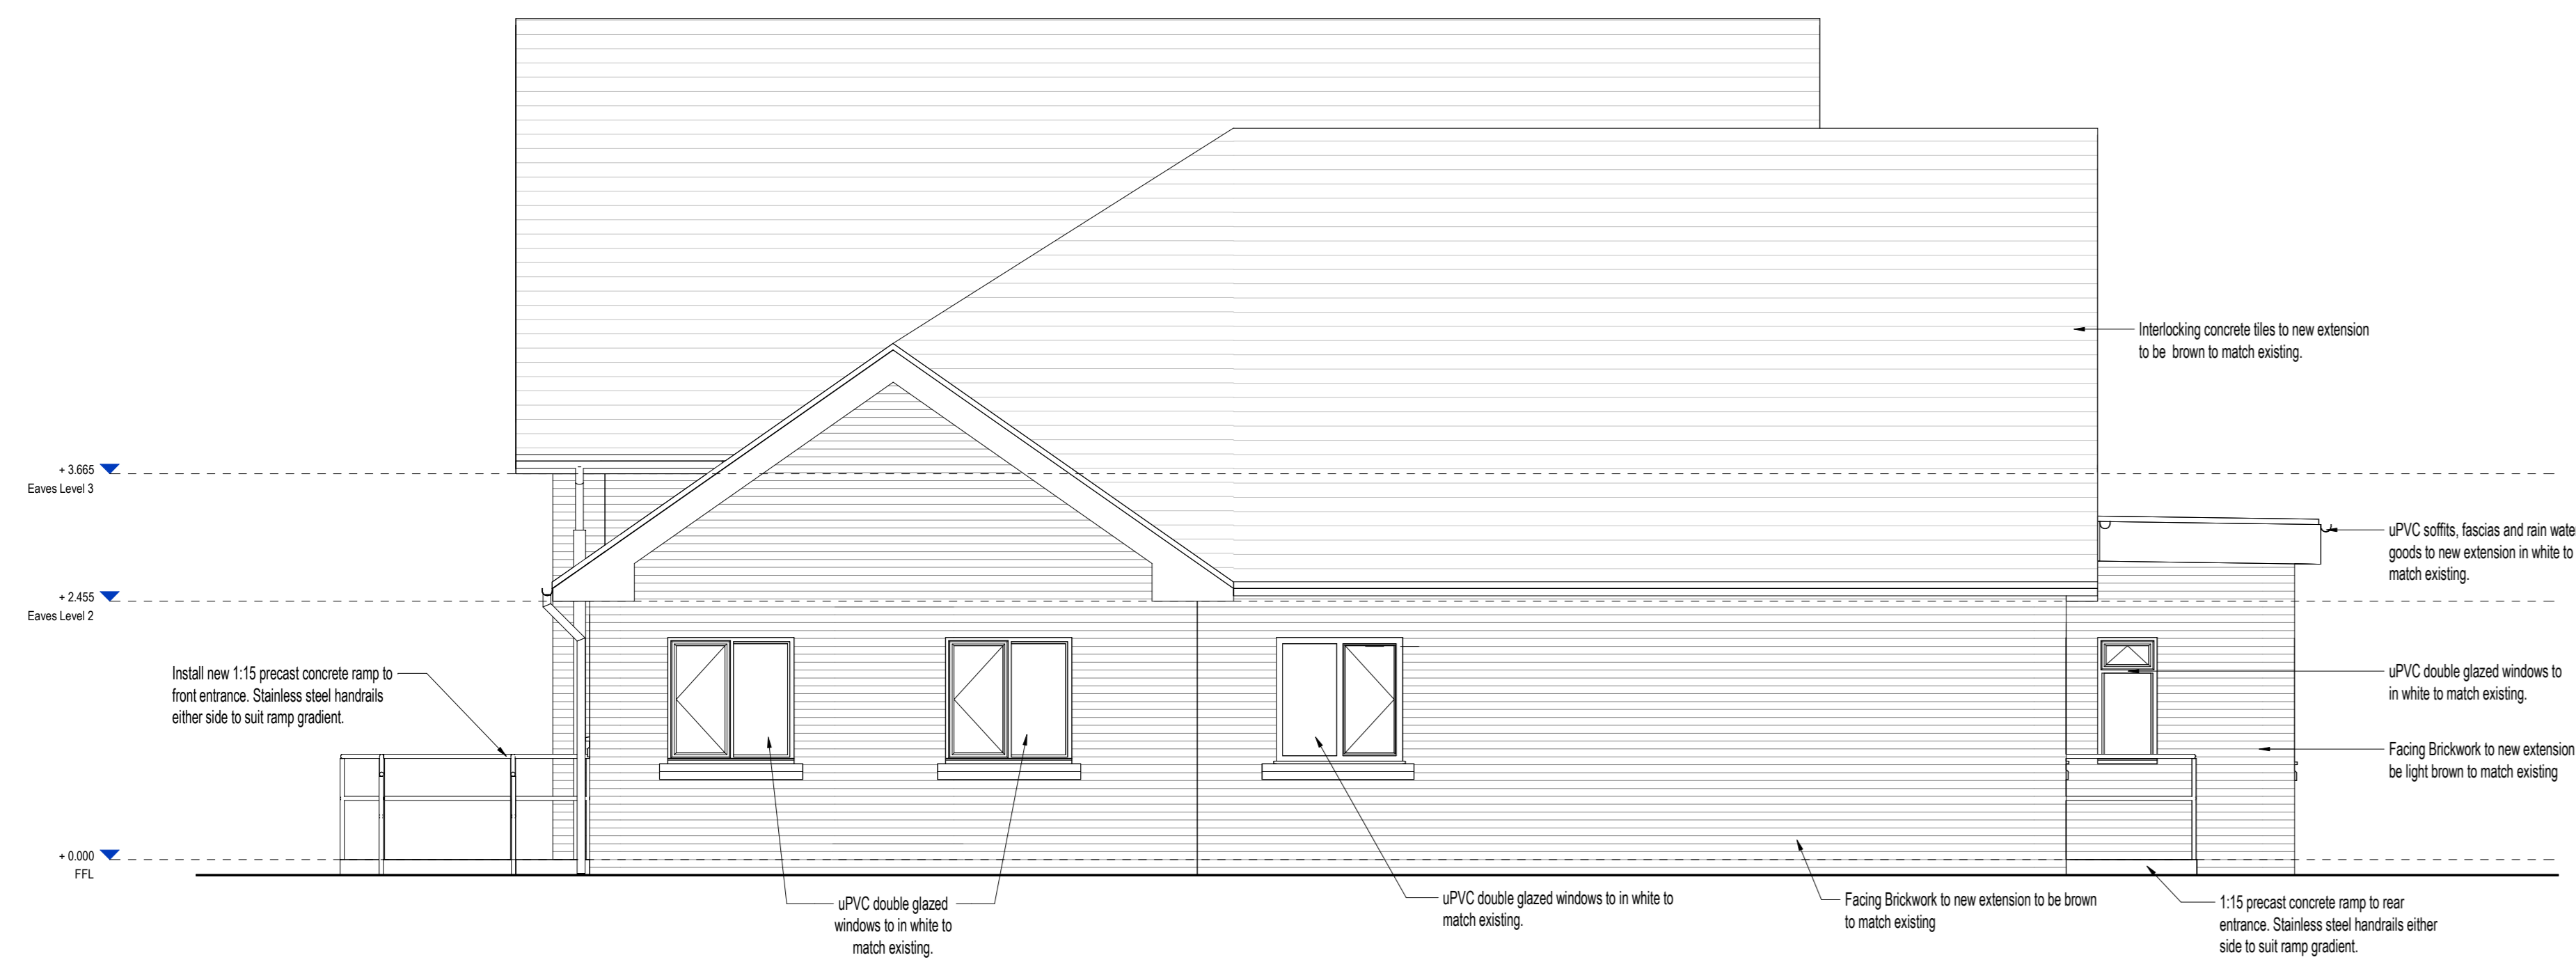 Interlocking concrete tiles to new extension
to be brown to match existing.
+ 3.665
Eaves Level 3
uPVC soffits, fascias and rain wate
goods to new extension in white to
match existing.
+ 2.455
Eaves Level 2
Install new 1:15 precast concrete ramp to
front entrance. Stainless steel handrails
either side to suit ramp gradient.
uPVC double glazed windows to
in white to match existing.
Facing Brickwork to new extension
be light brown to match existing
+ 0.000
FFL
uPVC double glazed
windows to in white to
match existing.
uPVC double glazed windows to in white to
match existing.
Facing Brickwork to new extension to be brown
to match existing
1:15 precast concrete ramp to rear
entrance. Stainless steel handrails either
side to suit ramp gradient.